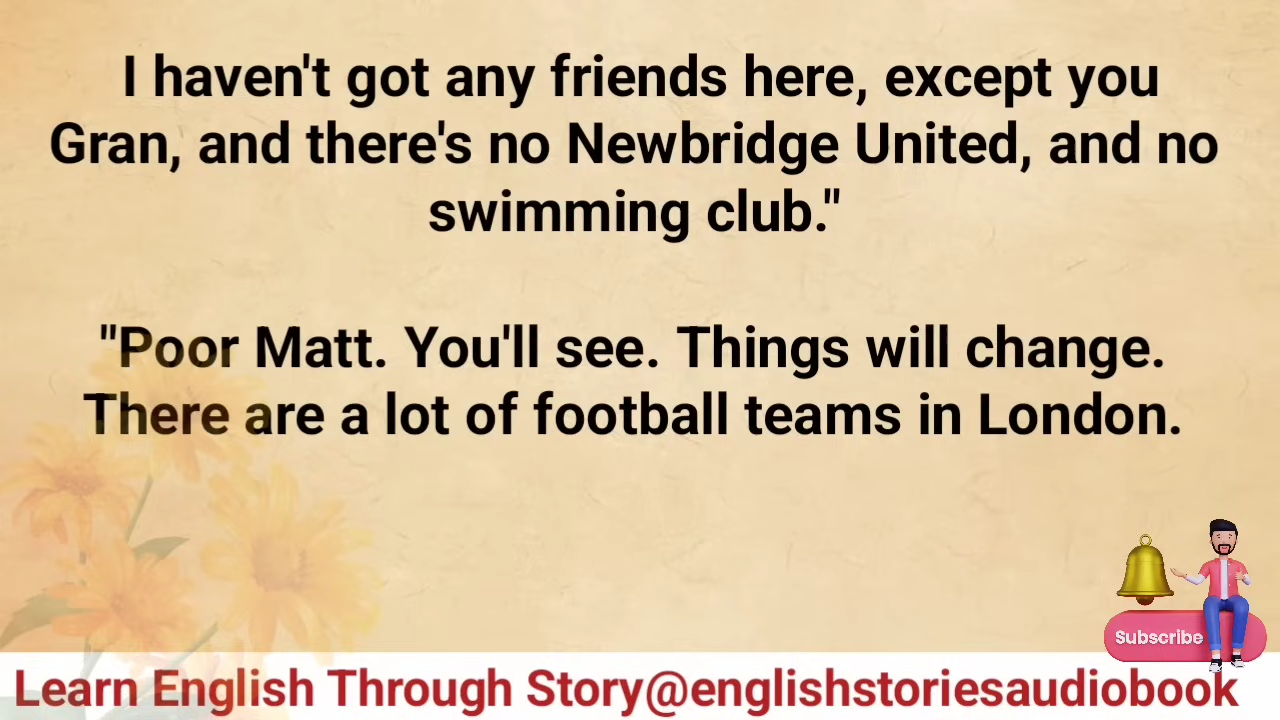 I haven't got any friends here, except you
Gran, and there's no Newbridge United, and no
swimming club."
"Poor Matt. You'll see. Things will change.
There are a lot of football teams in London.
Subscribe
Learn English Through Story@englishstoriesaudiobook